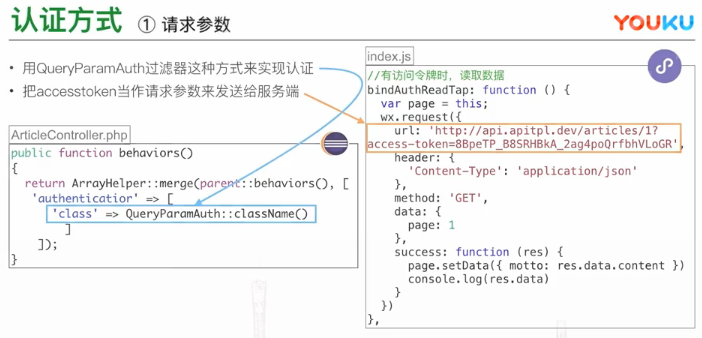 认证方式 ① 请求参数
YOUKU
• 用QueryParamAuth过滤器这种方式来实现认证
• 把accesstoken当作请求参数来发送给服务端
ArticleController.php
public function behaviors()
{
return ArrayHelper::merge(parent::behaviors(), [
'authenticatior' => [
'class' => QueryParamAuth::className()
]
]);
}
index.js
//有访问令牌时，读取数据
bindAuthReadTap: function () {
var page = this;
wx.request({
url: 'http://api.apitpl.dev/articles/1?
access-token=8BpeTP_B8SRHBkA_2ag4poQrfbhVLoGR',
header: {
'Content-Type': 'application/json'
},
method: 'GET',
data: {
page: 1
},
success: function (res) {
page.setData({ motto: res.data.content })
console.log(res.data)
}
})
},